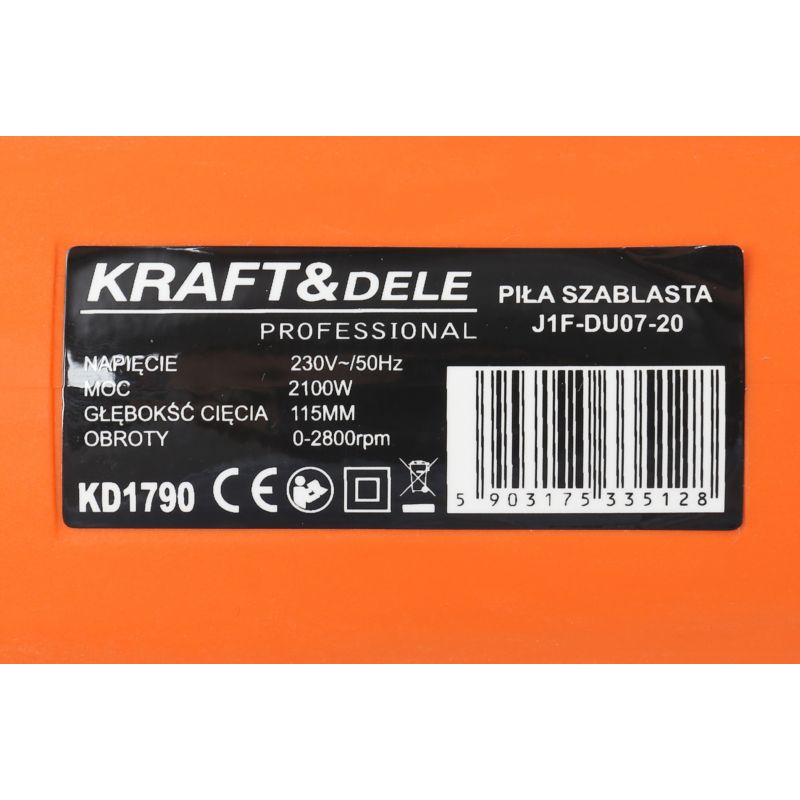 KRAFT&DELE
PROFESSIONAL
PIŁA SZABLASTA
J1F-DU07-20
NAPIĘCIE 230V~/50Hz
MOC 2100W
GŁĘBOKŚĆ CIĘCIA 115MM
OBROTY 0-2800rpm
KD1790 CE
5 903175 335128